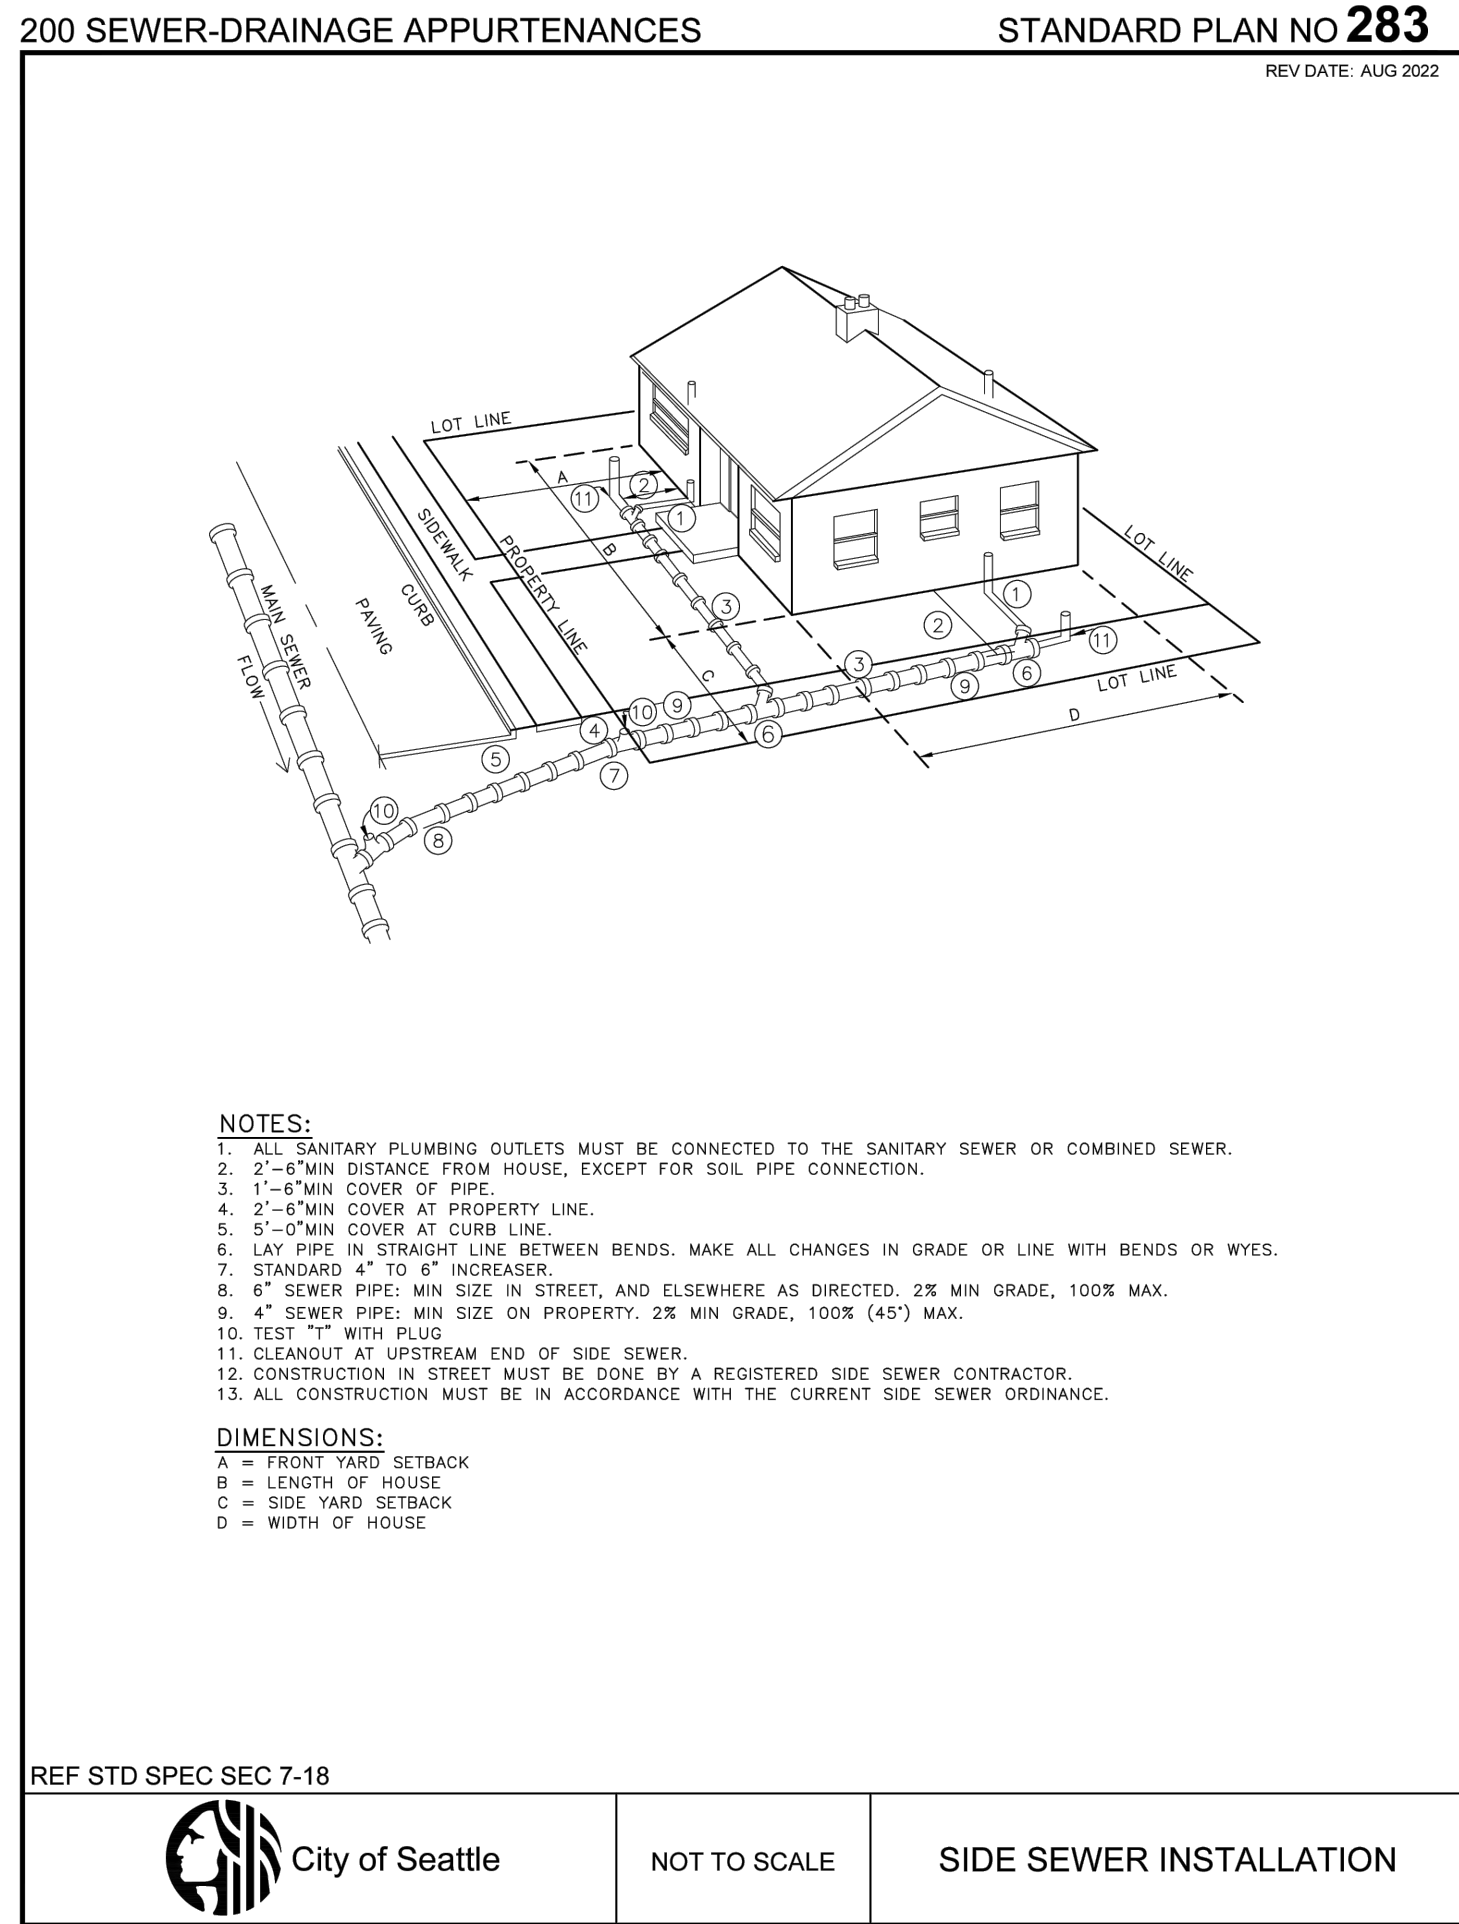 200 SEWER-DRAINAGE APPURTENANCES
STANDARD PLAN NO 283
REV DATE: AUG 2022
LOT LINE
A
2
11
1
SIDEWALK
B
PROPERTY LINE
LOT LINE
CURB
PAVING
3
1
2
11
MAIN SEWER
FLOW
3
C
6
9
LOT LINE
10
9
D
4
6
5
7
10
8
NOTES:
1. ALL SANITARY PLUMBING OUTLETS MUST BE CONNECTED TO THE SANITARY SEWER OR COMBINED SEWER.
2. 2'-6"MIN DISTANCE FROM HOUSE, EXCEPT FOR SOIL PIPE CONNECTION.
3. 1'-6"MIN COVER OF PIPE.
4. 2'-6"MIN COVER AT PROPERTY LINE.
5. 5'-0"MIN COVER AT CURB LINE.
6. LAY PIPE IN STRAIGHT LINE BETWEEN BENDS. MAKE ALL CHANGES IN GRADE OR LINE WITH BENDS OR WYES.
7. STANDARD 4" TO 6" INCREASER.
8. 6" SEWER PIPE: MIN SIZE IN STREET, AND ELSEWHERE AS DIRECTED. 2% MIN GRADE, 100% MAX.
9. 4" SEWER PIPE: MIN SIZE ON PROPERTY. 2% MIN GRADE, 100% (45°) MAX.
10. TEST "T" WITH PLUG
11. CLEANOUT AT UPSTREAM END OF SIDE SEWER.
12. CONSTRUCTION IN STREET MUST BE DONE BY A REGISTERED SIDE SEWER CONTRACTOR.
13. ALL CONSTRUCTION MUST BE IN ACCORDANCE WITH THE CURRENT SIDE SEWER ORDINANCE.
DIMENSIONS:
A = FRONT YARD SETBACK
B = LENGTH OF HOUSE
C = SIDE YARD SETBACK
D = WIDTH OF HOUSE
REF STD SPEC SEC 7-18
City of Seattle
NOT TO SCALE
SIDE SEWER INSTALLATION